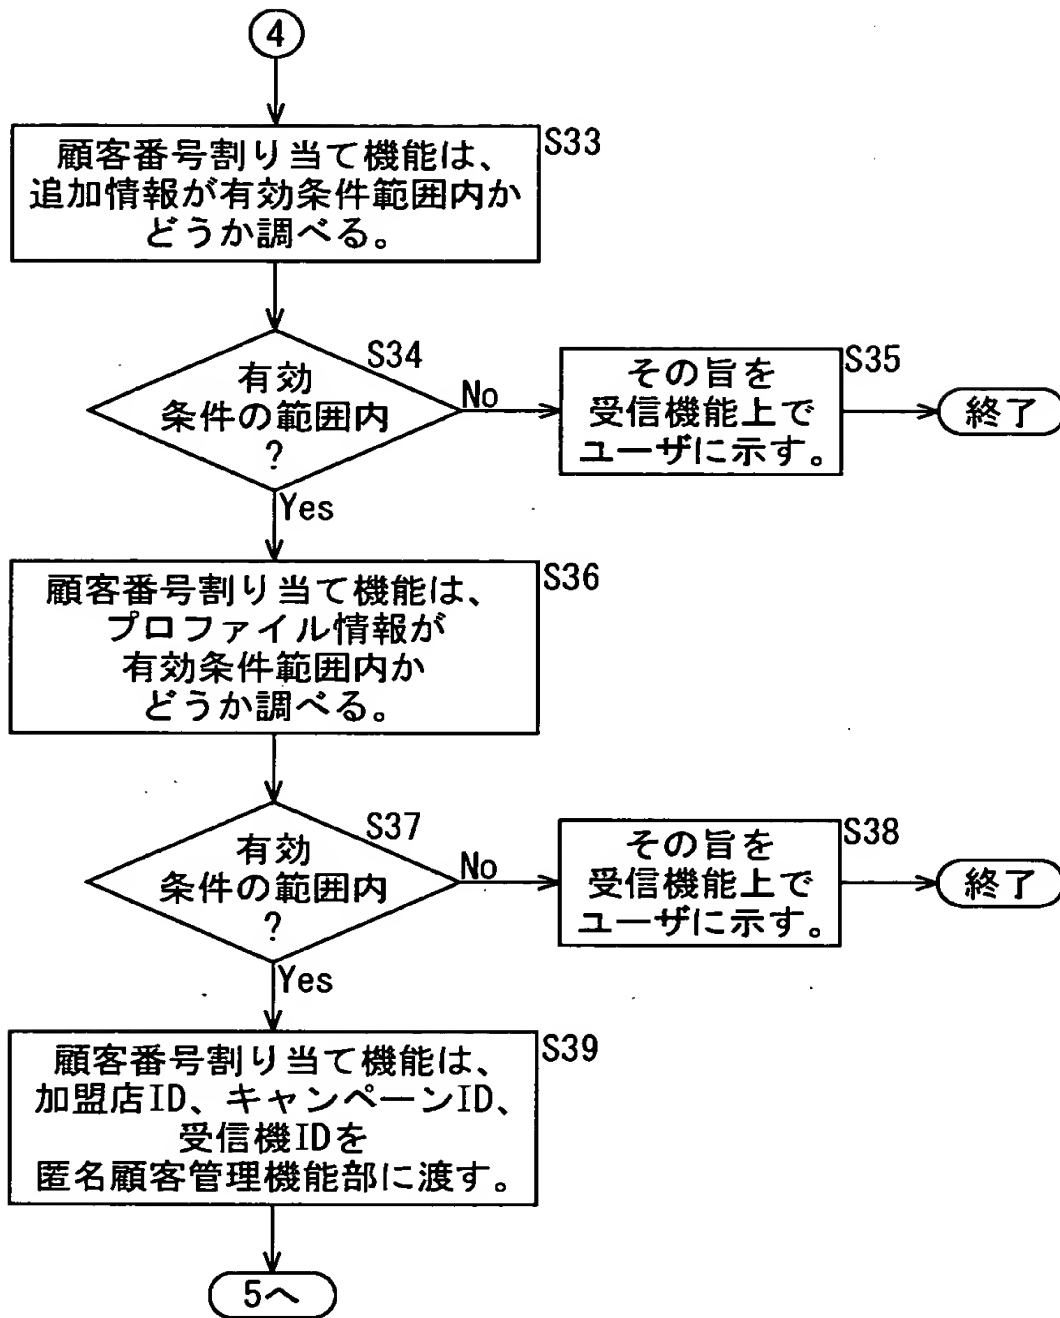 4
顧客番号割り当て機能は、
追加情報が有効条件範囲内か
どうか調べる。
S33
有効
条件の範囲内
?
S34
No
その旨を
受信機能上で
ユーザに示す。
S35
終了
Yes
顧客番号割り当て機能は、
プロファイル情報が
有効条件範囲内か
どうか調べる。
S36
有効
条件の範囲内
?
S37
No
その旨を
受信機能上で
ユーザに示す。
S38
終了
Yes
顧客番号割り当て機能は、
加盟店ID、キャンペーンID、
受信機IDを
匿名顧客管理機能部に渡す。
S39
5へ